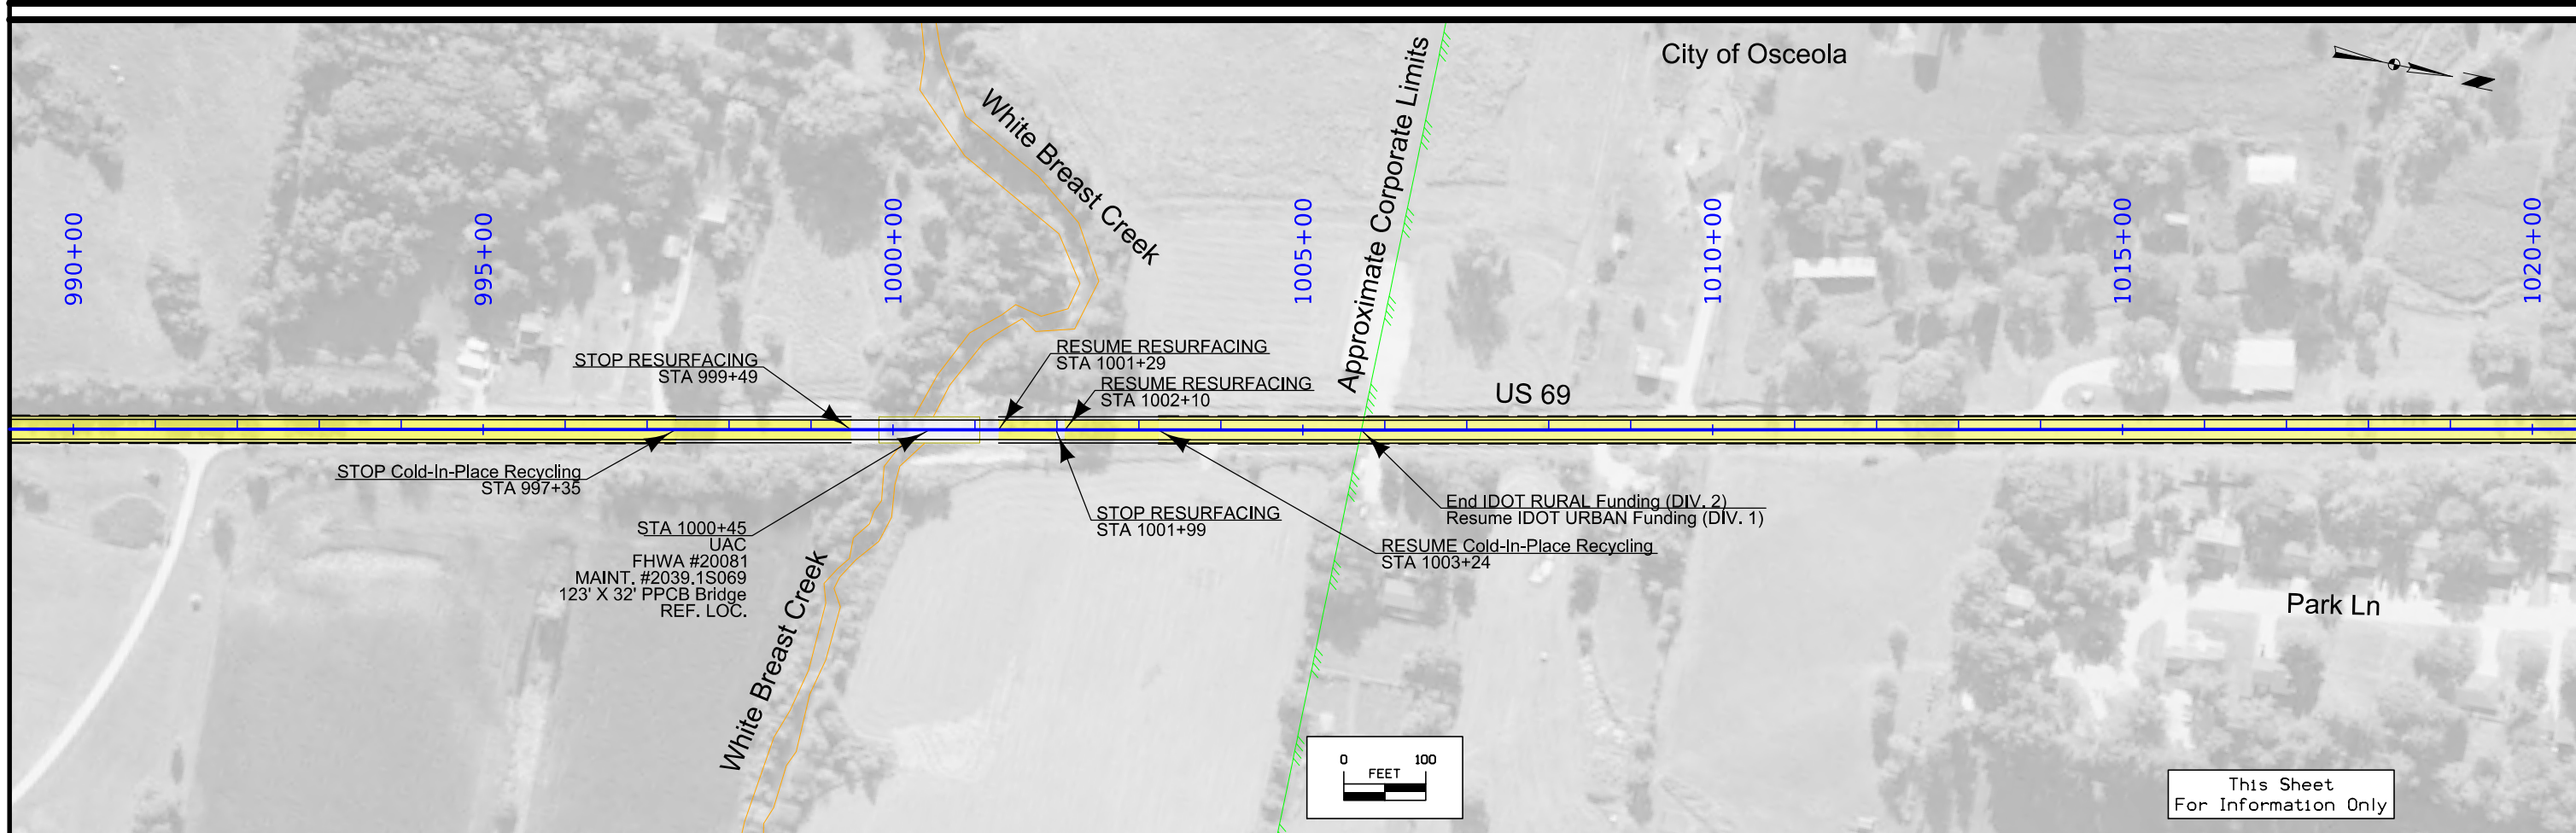 City of Osceola
White Breast Creek
Approximate Corporate Limits
990+00
995+00
1000+00
1005+00
1010+00
1015+00
1020+00
STOP RESURFACING
STA 999+49
RESUME RESURFACING
STA 1001+29
RESUME RESURFACING
STA 1002+10
US 69
STOP Cold-In-Place Recycling
STA 997+35
STA 1000+45
UAC
FHWA #20081
MAINT. #2039.1S069
123' X 32' PPCB Bridge
REF. LOC.
STOP RESURFACING
STA 1001+99
End IDOT RURAL Funding (DIV. 2)
Resume IDOT URBAN Funding (DIV. 1)
RESUME Cold-In-Place Recycling
STA 1003+24
White Breast Creek
Park Ln
0 100
FEET
This Sheet
For Information Only